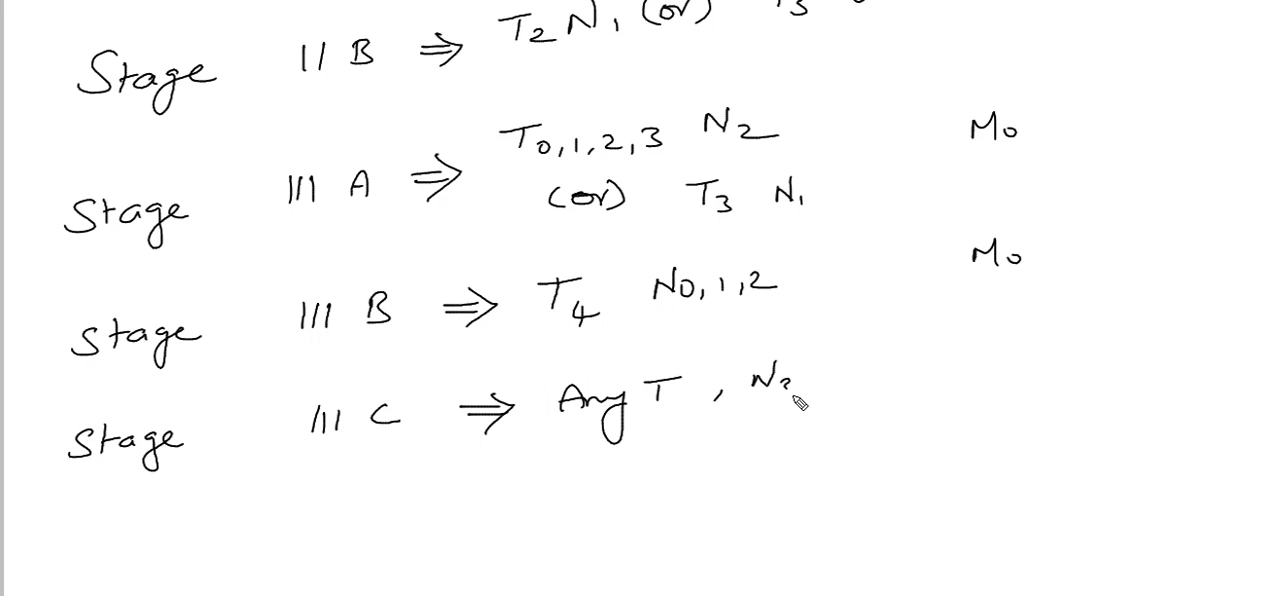 Stage II B ⇒ T2 N1 (or) T3
Stage III A ⇒ T0,1,2,3 N2 M0
(or) T3 N1
Stage III B ⇒ T4 N0,1,2 M0
Stage III C ⇒ Any T, N